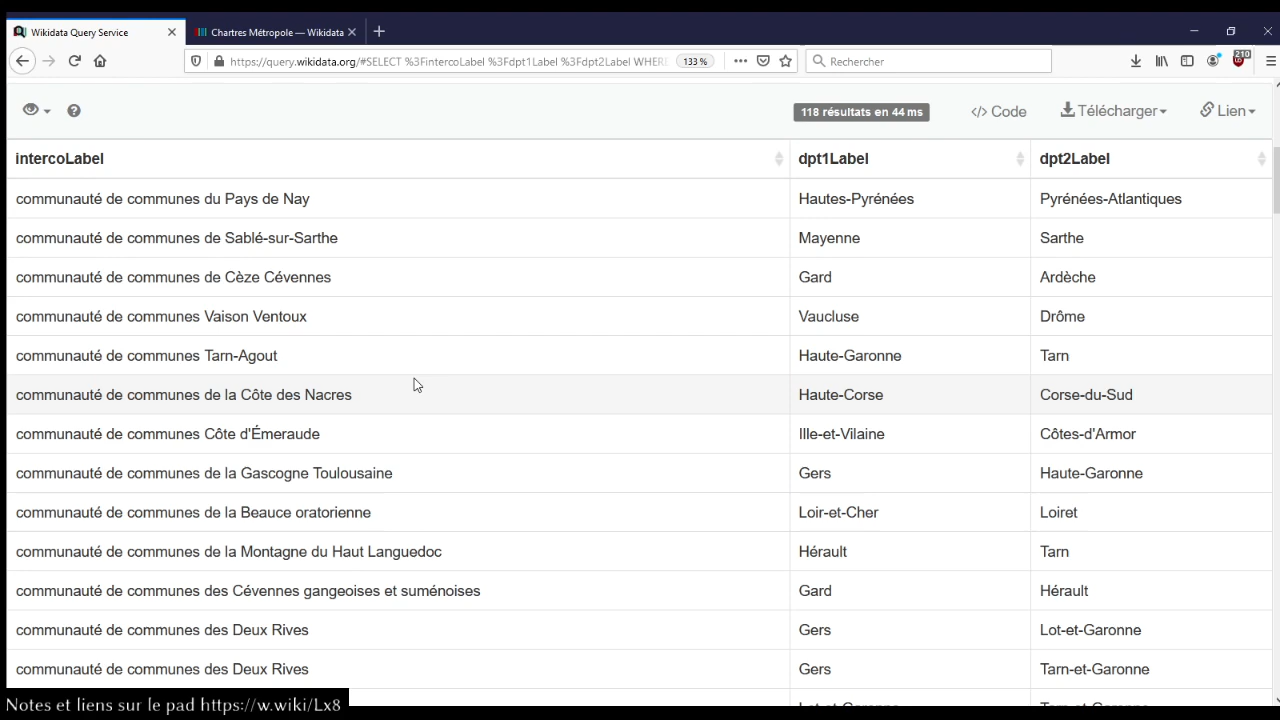 Wikidata Query Service
Chartres Métropole — Wikidata
https://query.wikidata.org/#SELECT %3FintercoLabel %3Fdpt1Label %3Fdpt2Label WHERE
133 %
Rechercher
210
118 résultats en 44 ms
</> Code
Télécharger
Lien
intercoLabel dpt1Label dpt2Label
communauté de communes du Pays de Nay Hautes-Pyrénées Pyrénées-Atlantiques
communauté de communes de Sablé-sur-Sarthe Mayenne Sarthe
communauté de communes de Cèze Cévennes Gard Ardèche
communauté de communes Vaison Ventoux Vaucluse Drôme
communauté de communes Tarn-Agout Haute-Garonne Tarn
communauté de communes de la Côte des Nacres Haute-Corse Corse-du-Sud
communauté de communes Côte d'Émeraude Ille-et-Vilaine Côtes-d'Armor
communauté de communes de la Gascogne Toulousaine Gers Haute-Garonne
communauté de communes de la Beauce oratorienne Loir-et-Cher Loiret
communauté de communes de la Montagne du Haut Languedoc Hérault Tarn
communauté de communes des Cévennes gangeoises et suménoises Gard Hérault
communauté de communes des Deux Rives Gers Lot-et-Garonne
communauté de communes des Deux Rives Gers Tarn-et-Garonne
Notes et liens sur le pad https://w.wiki/Lx8